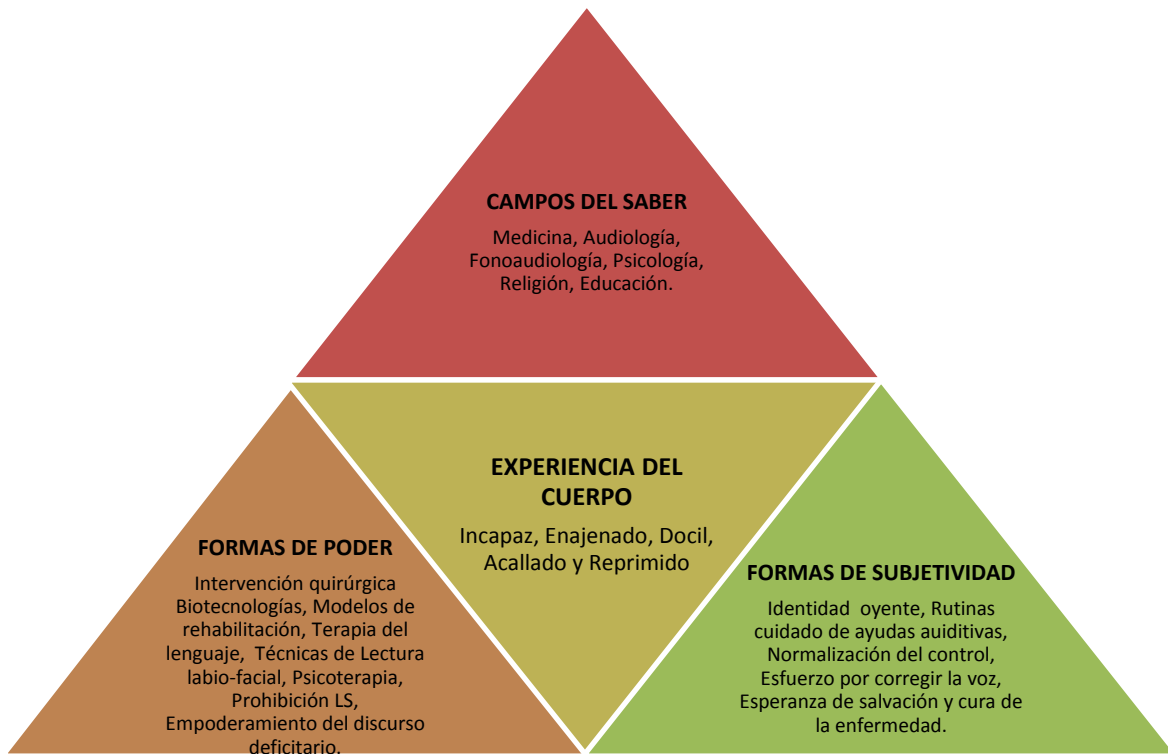 CAMPOS DEL SABER
Medicina, Audiología,
Fonoaudiología, Psicología,
Religión, Educación.
EXPERIENCIA DEL
CUERPO
Incapaz, Enajenado, Docil,
Acallado y Reprimido
FORMAS DE PODER
Intervención quirúrgica
Biotecnologías, Modelos de
rehabilitación, Terapia del
lenguaje, Técnicas de Lectura
labio-facial, Psicoterapia,
Prohibición LS,
Empoderamiento del discurso
deficitario.
FORMAS DE SUBJETIVIDAD
Identidad oyente, Rutinas
cuidado de ayudas auiditivas,
Normalización del control,
Esfuerzo por corregir la voz,
Esperanza de salvación y cura de
la enfermedad.